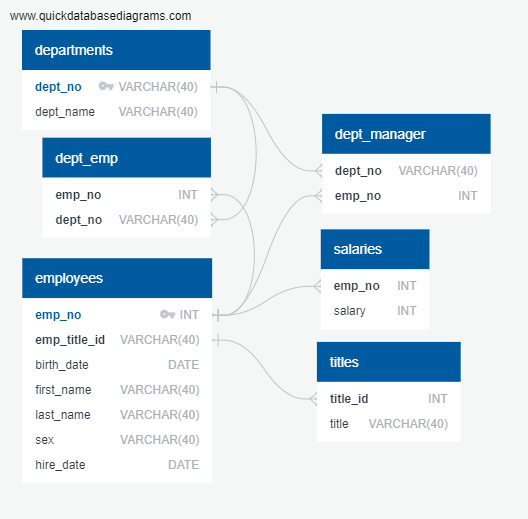 www.quickdatabasediagrams.com
departments
dept_no VARCHAR(40)
dept_name VARCHAR(40)
dept_emp
emp_no INT
dept_no VARCHAR(40)
employees
emp_no INT
emp_title_id VARCHAR(40)
birth_date DATE
first_name VARCHAR(40)
last_name VARCHAR(40)
sex VARCHAR(40)
hire_date DATE
dept_manager
dept_no VARCHAR(40)
emp_no INT
salaries
emp_no INT
salary INT
titles
title_id INT
title VARCHAR(40)